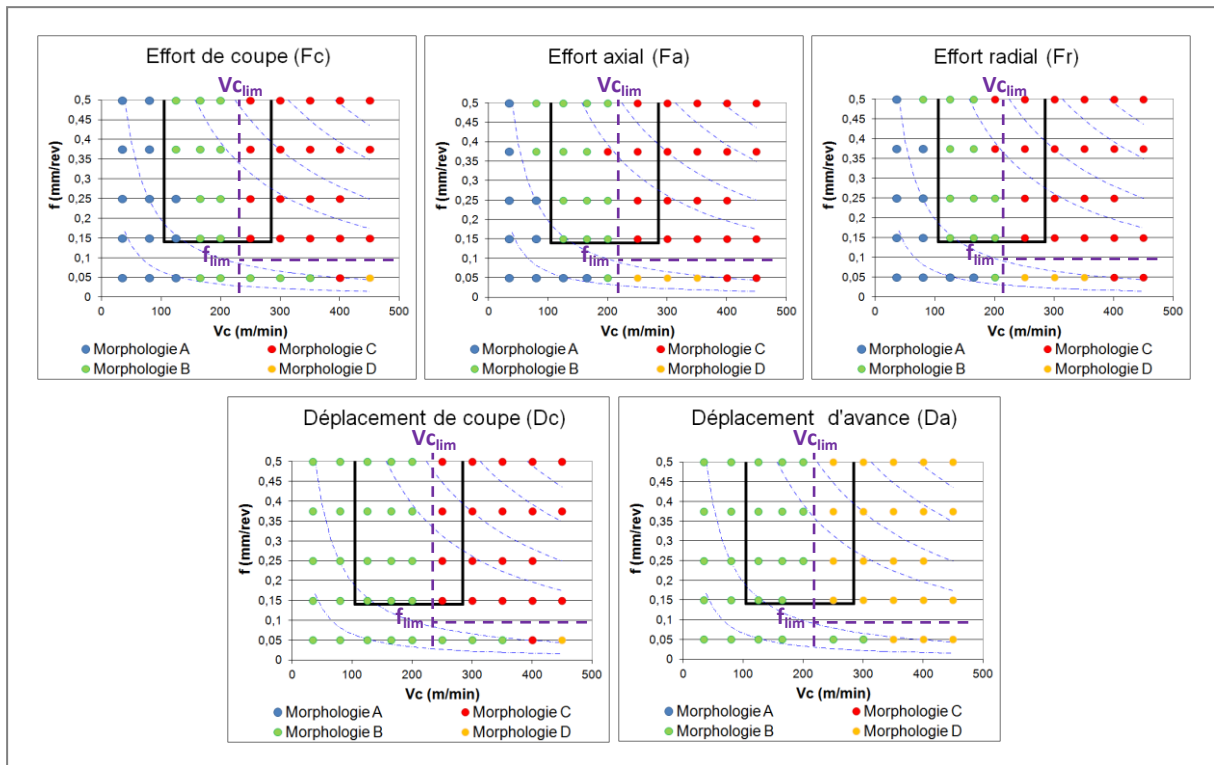 Effort de coupe (Fc)
Vclim
0,5
0,45
0,4
0,35
0,3
0,25
0,2
0,15
0,1
0,05
0
f (mm/rev)
flim
0 100 200 300 400 500
Vc (m/min)
Morphologie A Morphologie C
Morphologie B Morphologie D
Effort axial (Fa)
Vclim
0,5
0,45
0,4
0,35
0,3
0,25
0,2
0,15
0,1
0,05
0
f (mm/rev)
flim
0 100 200 300 400 500
Vc (m/min)
Morphologie A Morphologie C
Morphologie B Morphologie D
Effort radial (Fr)
Vclim
0,5
0,45
0,4
0,35
0,3
0,25
0,2
0,15
0,1
0,05
0
f (mm/rev)
flim
0 100 200 300 400 500
Vc (m/min)
Morphologie A Morphologie C
Morphologie B Morphologie D
Déplacement de coupe (Dc)
Vclim
0,5
0,45
0,4
0,35
0,3
0,25
0,2
0,15
0,1
0,05
0
f (mm/rev)
flim
0 100 200 300 400 500
Vc (m/min)
Morphologie A Morphologie C
Morphologie B Morphologie D
Déplacement d'avance (Da)
Vclim
0,5
0,45
0,4
0,35
0,3
0,25
0,2
0,15
0,1
0,05
0
f (mm/rev)
flim
0 100 200 300 400 500
Vc (m/min)
Morphologie A Morphologie C
Morphologie B Morphologie D